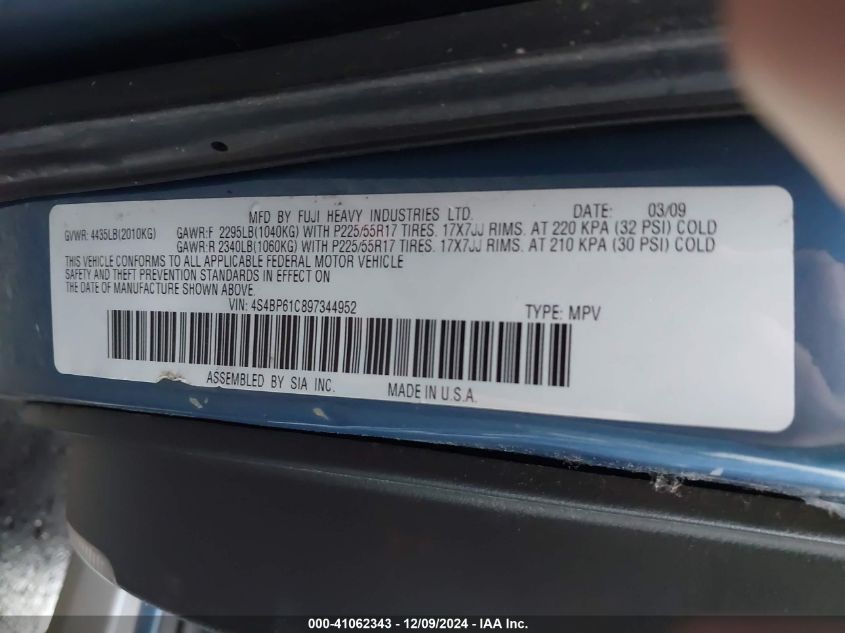 MFD BY FUJI HEAVY INDUSTRIES LTD. DATE: 03/09
GVWR: 4435LB(2010KG) GAWR:F 2295LB(1040KG) WITH P225/55R17 TIRES. 17X7JJ RIMS. AT 220 KPA (32 PSI) COLD
GAWR:R 2340LB(1060KG) WITH P225/55R17 TIRES. 17X7JJ RIMS. AT 210 KPA (30 PSI) COLD
THIS VEHICLE CONFORMS TO ALL APPLICABLE FEDERAL MOTOR VEHICLE
SAFETY AND THEFT PREVENTION STANDARDS IN EFFECT ON
THE DATE OF MANUFACTURE SHOWN ABOVE.
VIN: 4S4BP61C897344952 TYPE: MPV
ASSEMBLED BY SIA INC. MADE IN U.S.A.
000-41062343 - 12/09/2024 - IAA Inc.